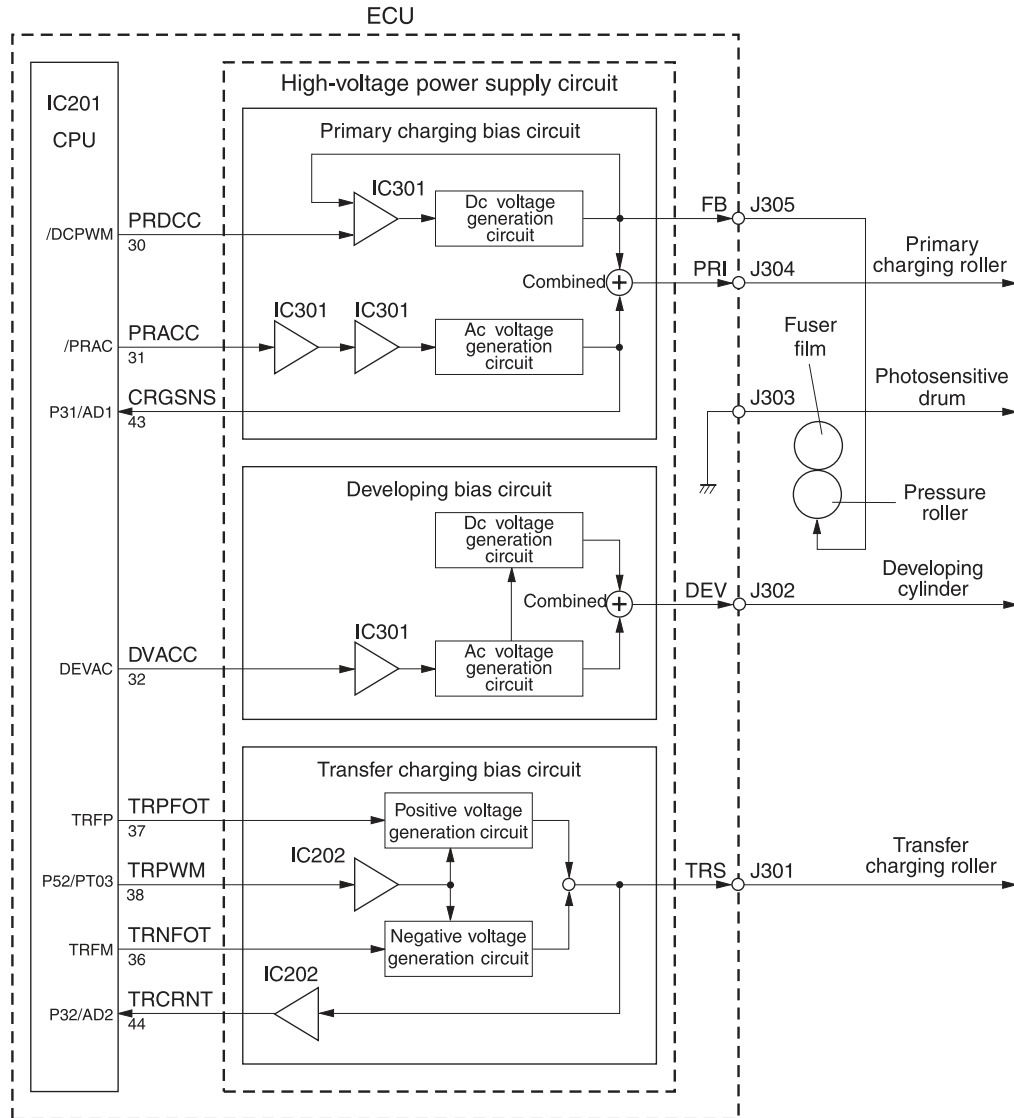 ECU
IC201
CPU
High-voltage power supply circuit
Primary charging bias circuit
IC301
Dc voltage
generation
circuit
FB
J305
/DCPWM
PRDCC
30
Combined
+
PRI
J304
Primary
charging roller
IC301
IC301
/PRAC
PRACC
31
Ac voltage
generation
circuit
Fuser
film
P31/AD1
CRGSNS
43
J303
Photosensitive
drum
Developing bias circuit
Dc voltage
generation
circuit
Pressure
roller
Combined
+
DEV
J302
Developing
cylinder
IC301
DEVAC
DVACC
32
Ac voltage
generation
circuit
Transfer charging bias circuit
TRFP
TRPFOT
37
Positive voltage
generation circuit
IC202
P52/PT03
TRPWM
38
TRS
J301
Transfer
charging roller
TRFM
TRNFOT
36
Negative voltage
generation circuit
IC202
P32/AD2
TRCRNT
44